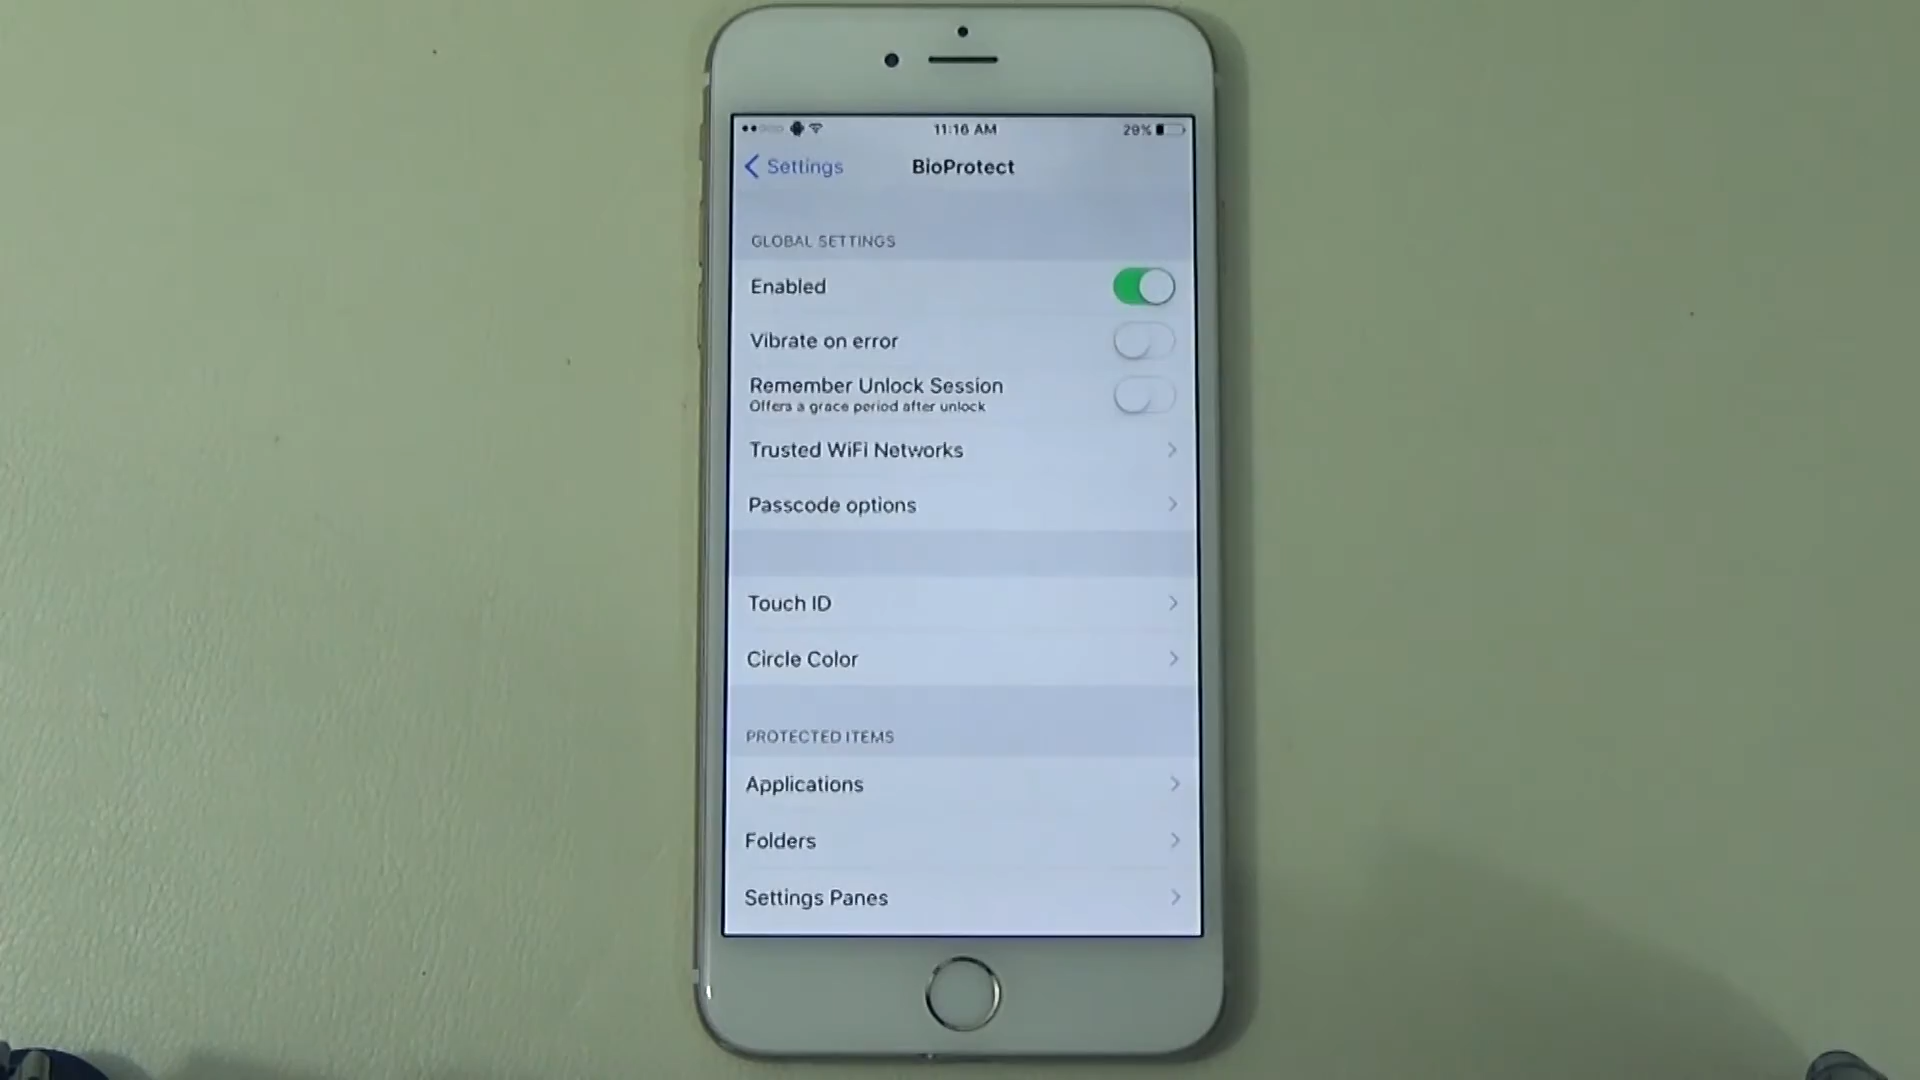 11:16 AM
29%
Settings
BioProtect
GLOBAL SETTINGS
Enabled
Vibrate on error
Remember Unlock Session
Offers a grace period after unlock
Trusted WiFi Networks
Passcode options
Touch ID
Circle Color
PROTECTED ITEMS
Applications
Folders
Settings Panes